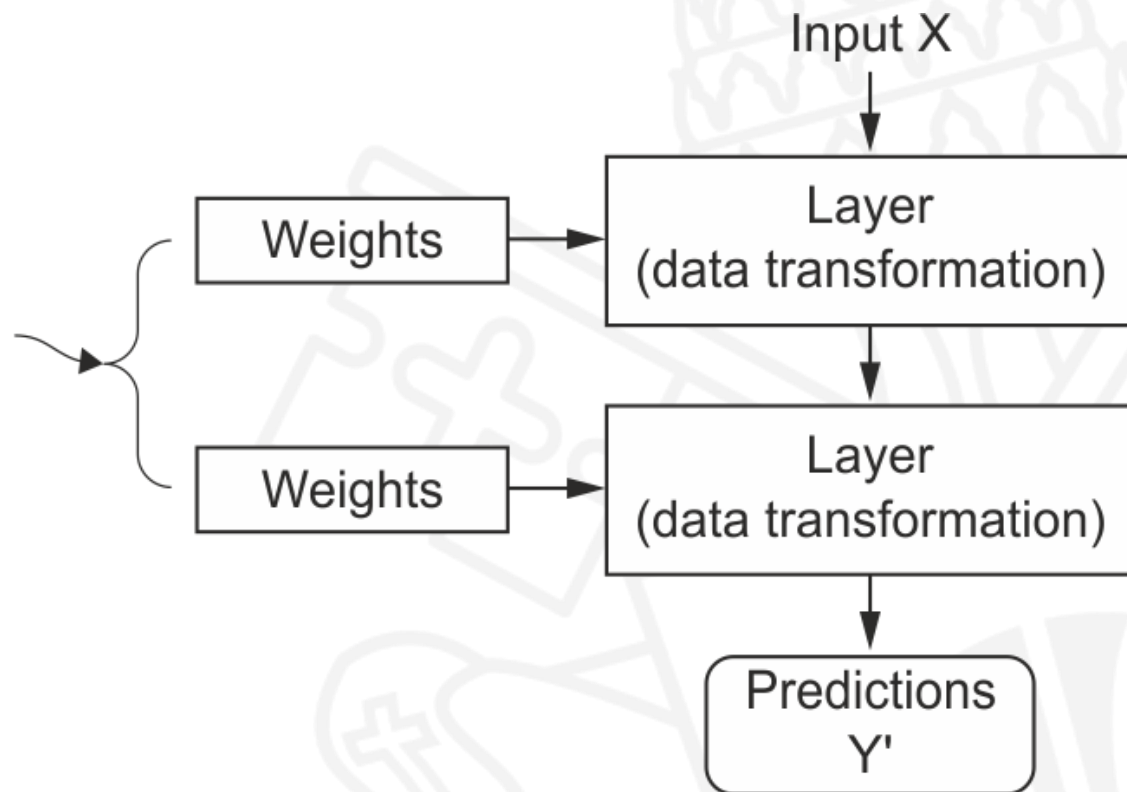 Input X
Weights
Layer
(data transformation)
Weights
Layer
(data transformation)
Predictions
Y'